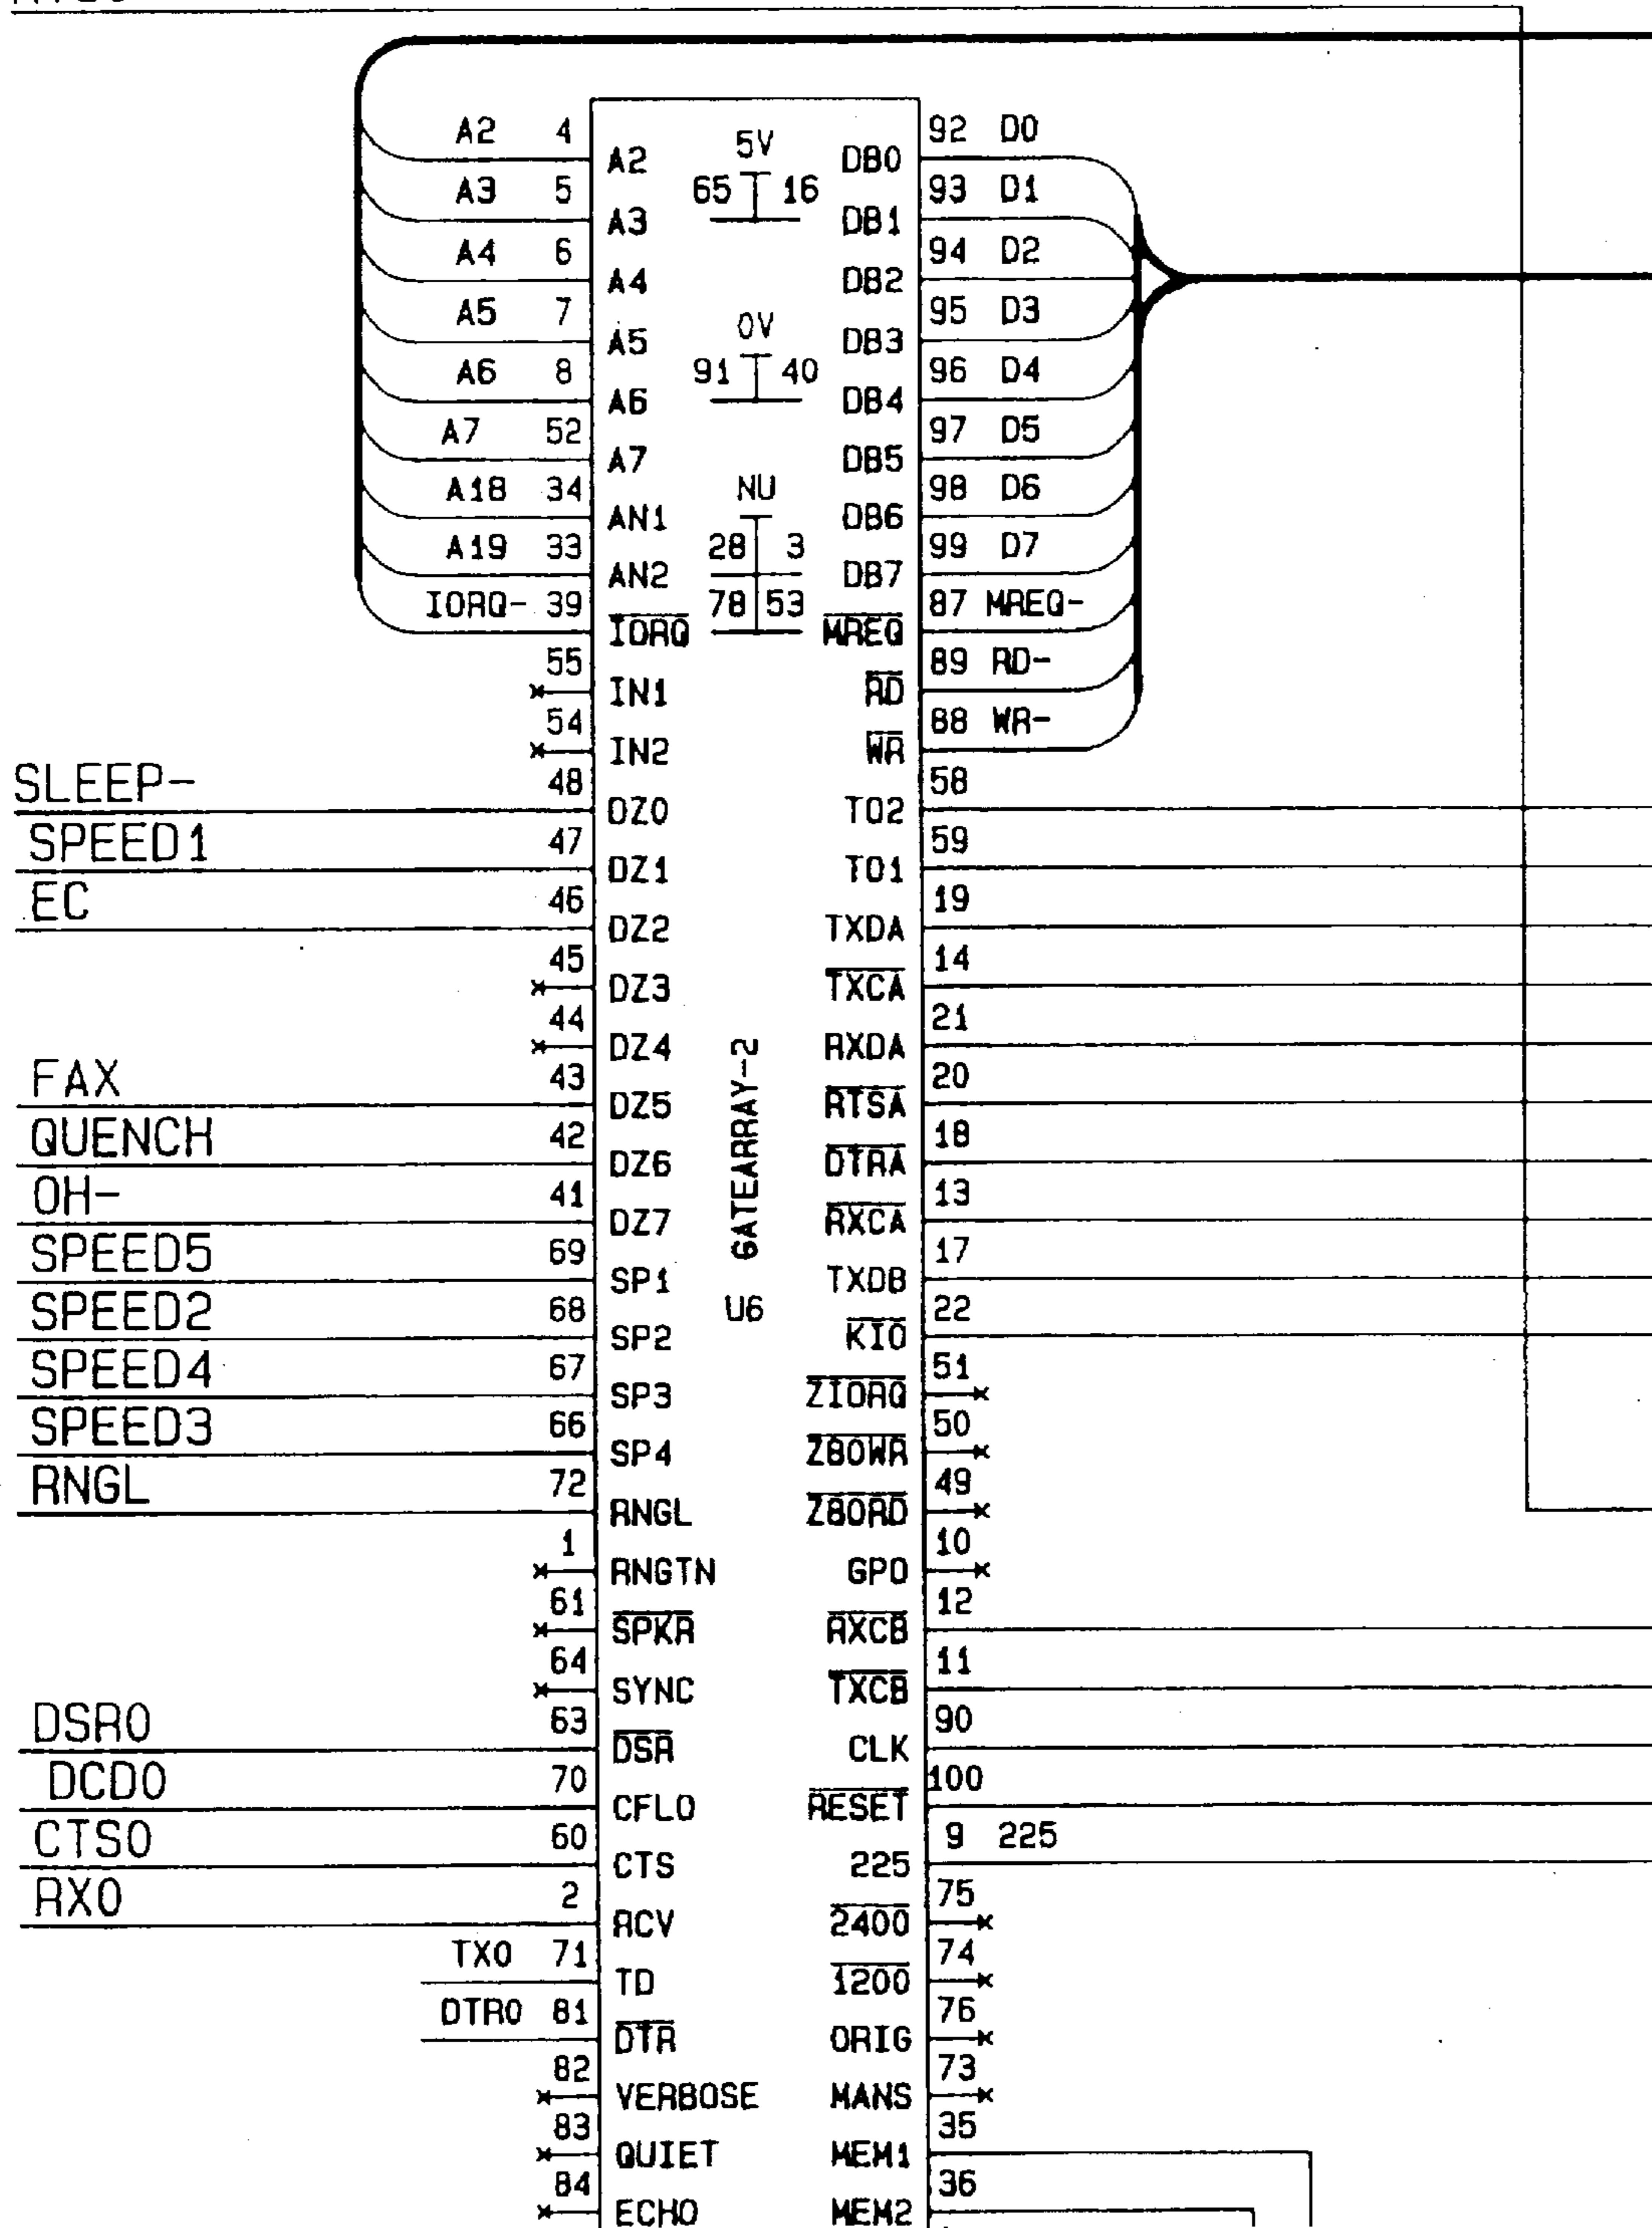 A2 4 A2 5V DB0 92 D0
A3 5 A3 65 16 DB1 93 D1
A4 6 A4 DB2 94 D2
A5 7 A5 0V DB3 95 D3
A6 8 A6 91 40 DB4 96 D4
A7 52 A7 DB5 97 D5
A18 34 AN1 NU DB6 98 D6
A19 33 AN2 28 3 DB7 99 D7
IORQ- 39 IORQ 78 53 MREQ 87 MREQ-
55 IN1 RD 89 RD-
54 IN2 WR 88 WR-
SLEEP- 48 DZ0 TO2 58
SPEED1 47 DZ1 TO1 59
EC 46 DZ2 TXDA 19
45 DZ3 TXCA 14
44 DZ4 RXDA 21
FAX 43 DZ5 RTSA 20
QUENCH 42 DZ6 DTRA 18
OH- 41 DZ7 RXCA 13
GATEARRAY-2
SPEED5 69 SP1 TXDB 17
U6
SPEED2 68 SP2 KIO 22
SPEED4 67 SP3 ZIORQ 51
SPEED3 66 SP4 Z80WR 50
RNGL 72 RNGL Z80RD 49
1 RNGTN GPO 10
61 SPKR RXCB 12
64 SYNC TXCB 11
DSR0 63 DSR CLK 90
DCD0 70 CFLO RESET 100
CTS0 60 CTS 225 9 225
RX0 2 RCV 2400 75
TX0 71 TD 1200 74
DTR0 81 DTR ORIG 76
82 VERBOSE MANS 73
83 QUIET MEM1 35
84 ECHO MEM2 36